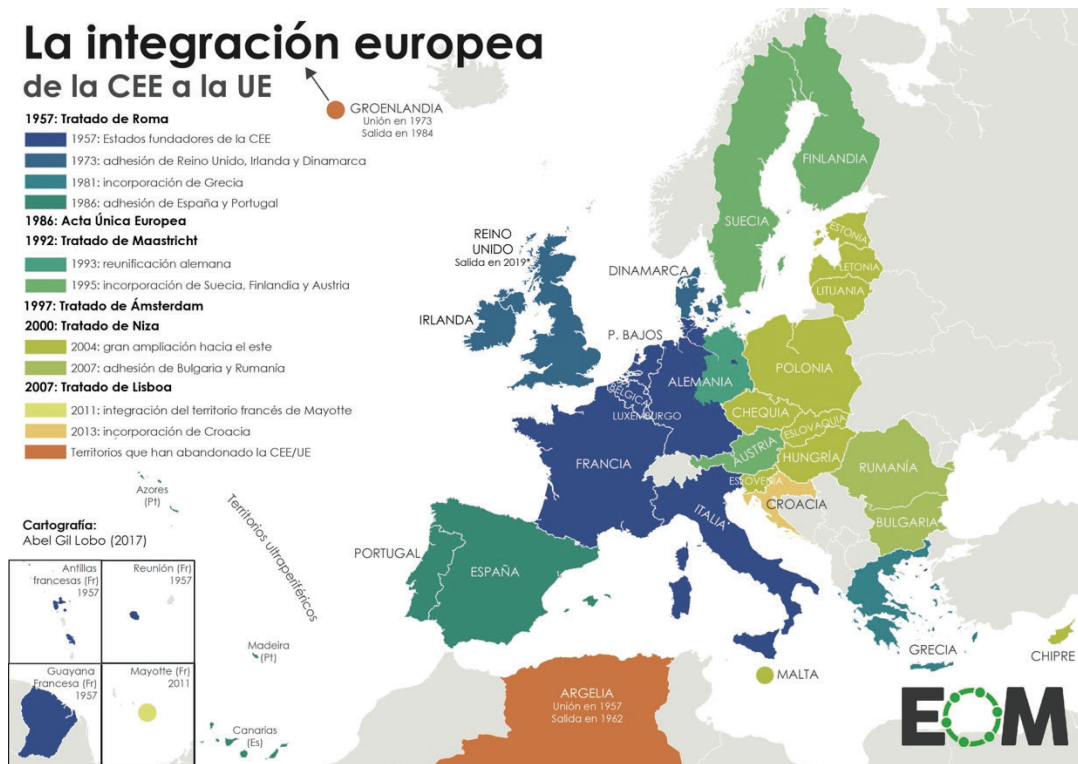 La integración europea
de la CEE a la UE
GROENLANDIA
Unión en 1973
Salida en 1984
1957: Tratado de Roma
1957: Estados fundadores de la CEE
1973: adhesión de Reino Unido, Irlanda y Dinamarca
1981: incorporación de Grecia
1986: adhesión de España y Portugal
1986: Acta Única Europea
1992: Tratado de Maastricht
1993: reunificación alemana
1995: incorporación de Suecia, Finlandia y Austria
1997: Tratado de Ámsterdam
2000: Tratado de Niza
2004: gran ampliación hacia el este
2007: adhesión de Bulgaria y Rumanía
2007: Tratado de Lisboa
2011: integración del territorio francés de Mayotte
2013: incorporación de Croacia
Territorios que han abandonado la CEE/UE
FINLANDIA
SUECIA
ESTONIA
LETONIA
LITUANIA
REINO
UNIDO
Salida en 2019*
DINAMARCA
IRLANDA
P. BAJOS
BÉLGICA
LUXEMBURGO
ALEMANIA
POLONIA
CHEQUIA
ESLOVAQUIA
AUSTRIA
HUNGRÍA
RUMANÍA
FRANCIA
ESLOVENIA
CROACIA
ITALIA
BULGARIA
PORTUGAL
ESPAÑA
GRECIA
CHIPRE
MALTA
ARGELIA
Unión en 1957
Salida en 1962
Azores
(Pt)
Territorios ultraperiféricos
Madeira
(Pt)
Canarias
(Es)
Cartografía:
Abel Gil Lobo (2017)
Antillas
francesas (Fr)
1957
Reunión (Fr)
1957
Guayana
Francesa (Fr)
1957
Mayotte (Fr)
2011
EOM